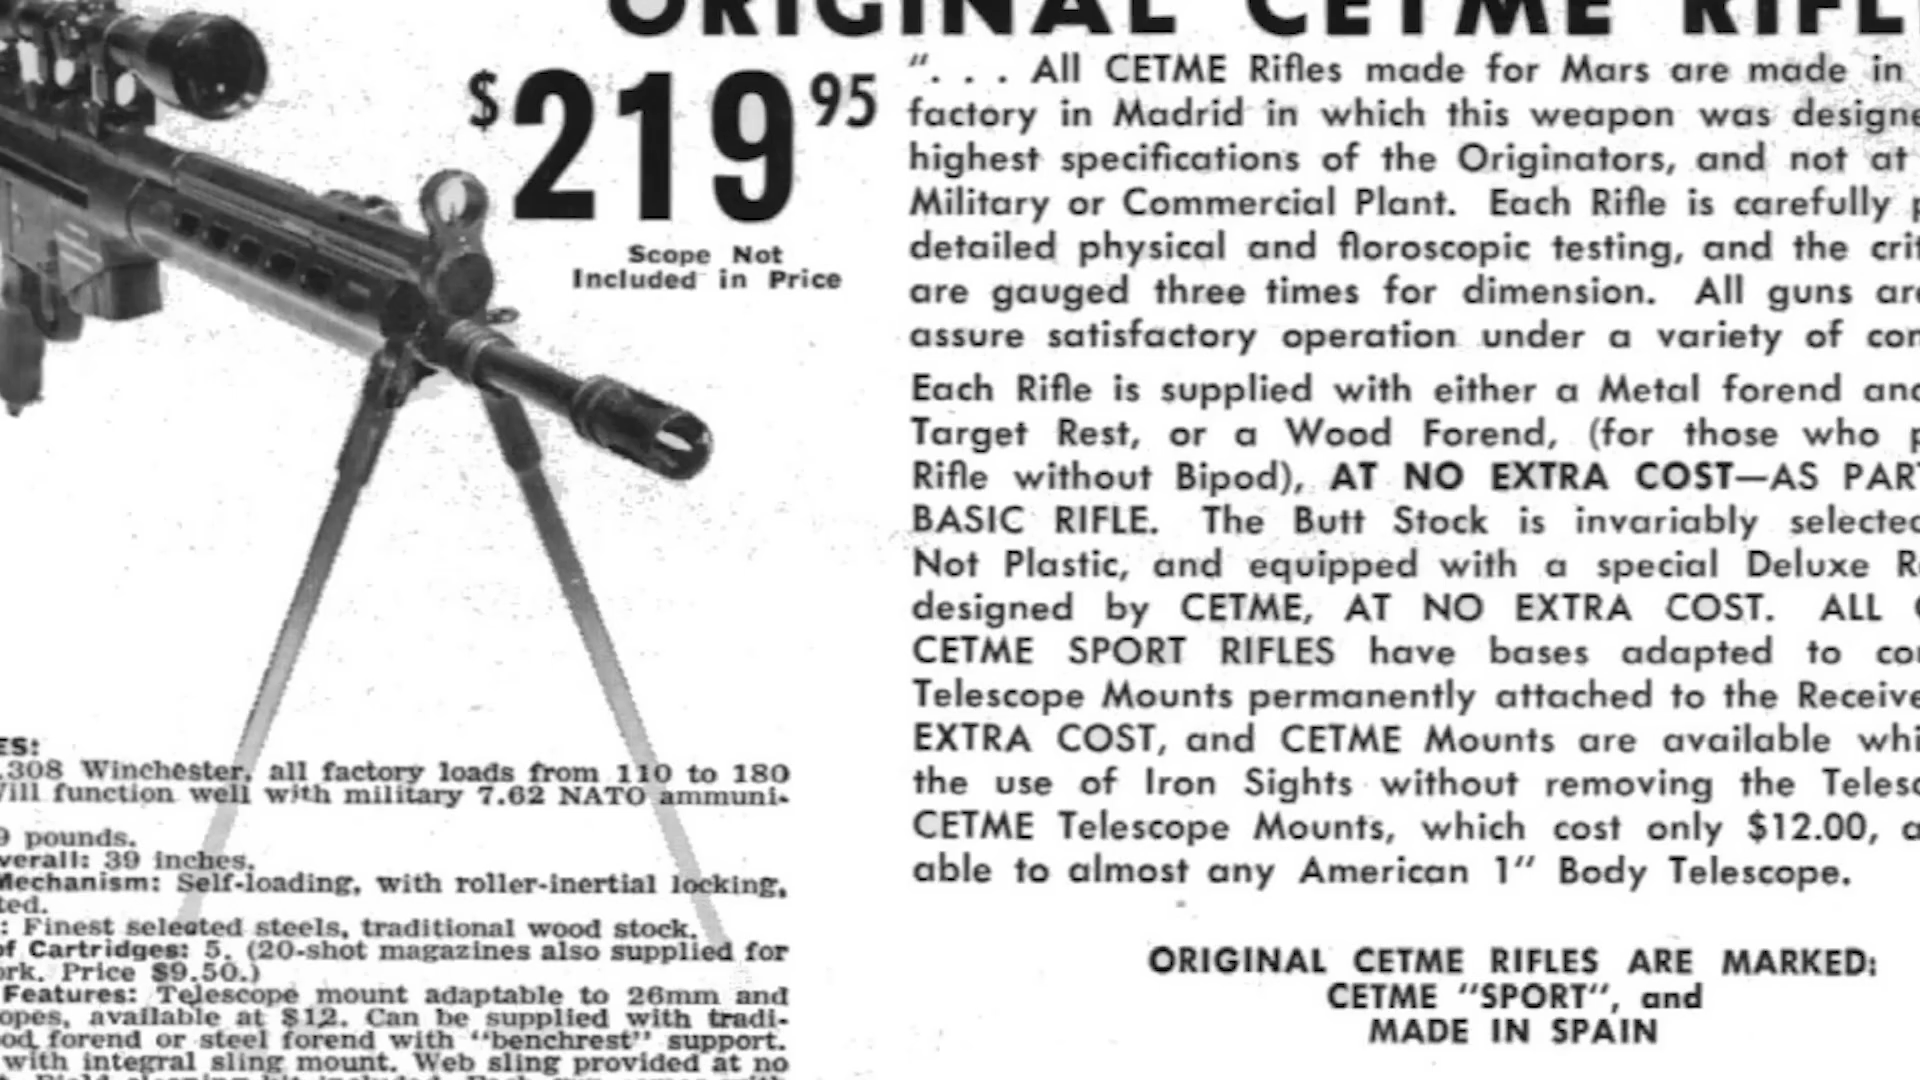 ORIGINAL CETME RIFL
$219 95
Scope Not
Included in Price
". . . All CETME Rifles made for Mars are made in
factory in Madrid in which this weapon was designe
highest specifications of the Originators, and not at
Military or Commercial Plant. Each Rifle is carefully p
detailed physical and floroscopic testing, and the crit
are gauged three times for dimension. All guns are
assure satisfactory operation under a variety of con
Each Rifle is supplied with either a Metal forend and
Target Rest, or a Wood Forend, (for those who p
Rifle without Bipod), AT NO EXTRA COST—AS PART
BASIC RIFLE. The Butt Stock is invariably selected
Not Plastic, and equipped with a special Deluxe Re
designed by CETME, AT NO EXTRA COST. ALL
CETME SPORT RIFLES have bases adapted to con
Telescope Mounts permanently attached to the Receive
EXTRA COST, and CETME Mounts are available whi
the use of Iron Sights without removing the Telesc
CETME Telescope Mounts, which cost only $12.00, a
able to almost any American 1" Body Telescope.
ORIGINAL CETME RIFLES ARE MARKED:
CETME "SPORT", and
MADE IN SPAIN
ES:
.308 Winchester, all factory loads from 110 to 180
Will function well with military 7.62 NATO ammuni-
9 pounds.
verall: 39 inches.
Mechanism: Self-loading, with roller-inertial locking,
ted.
: Finest selected steels, traditional wood stock.
of Cartridges: 5. (20-shot magazines also supplied for
ork. Price $9.50.)
Features: Telescope mount adaptable to 26mm and
opes, available at $12. Can be supplied with tradi-
od forend or steel forend with "benchrest" support.
with integral sling mount. Web sling provided at no